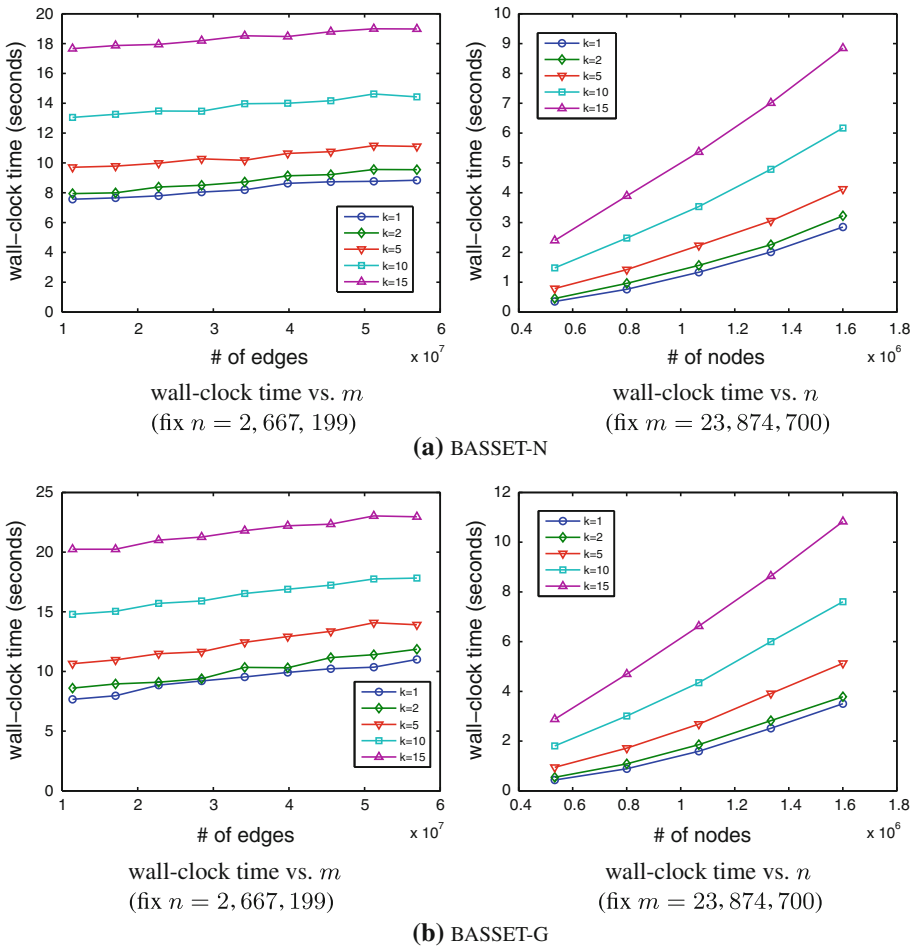 20
18
16
14
12
10
8
6
4
2
0
wall−clock time (seconds)
k=1
k=2
k=5
k=10
k=15
1
2
3
4
5
6
x 10^7
# of edges
wall-clock time vs. m
(fix n = 2, 667, 199)
10
9
8
7
6
5
4
3
2
1
0
wall−clock time (seconds)
k=1
k=2
k=5
k=10
k=15
0.4
0.6
0.8
1
1.2
1.4
1.6
1.8
x 10^6
# of nodes
wall-clock time vs. n
(fix m = 23, 874, 700)
(a) BASSET-N
25
20
15
10
5
0
wall−clock time (seconds)
k=1
k=2
k=5
k=10
k=15
1
2
3
4
5
6
x 10^7
# of edges
wall-clock time vs. m
(fix n = 2, 667, 199)
12
10
8
6
4
2
0
wall−clock time (seconds)
k=1
k=2
k=5
k=10
k=15
0.4
0.6
0.8
1
1.2
1.4
1.6
1.8
x 10^6
# of nodes
wall-clock time vs. n
(fix m = 23, 874, 700)
(b) BASSET-G